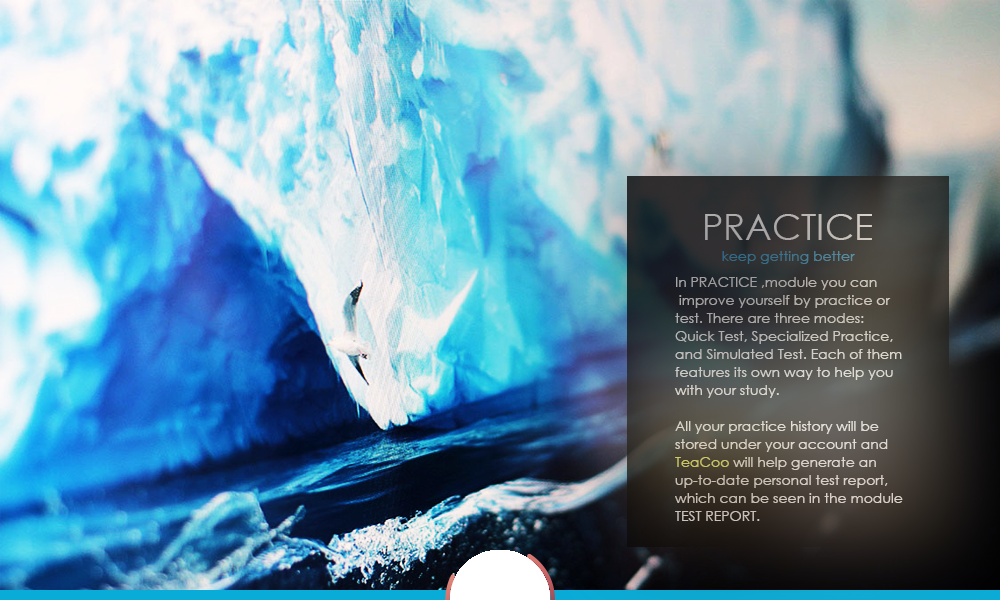 PRACTICE
keep getting better
In PRACTICE ,module you can
improve yourself by practice or
test. There are three modes:
Quick Test, Specialized Practice,
and Simulated Test. Each of them
features its own way to help you
with your study.
All your practice history will be
stored under your account and
TeaCoo will help generate an
up-to-date personal test report,
which can be seen in the module
TEST REPORT.